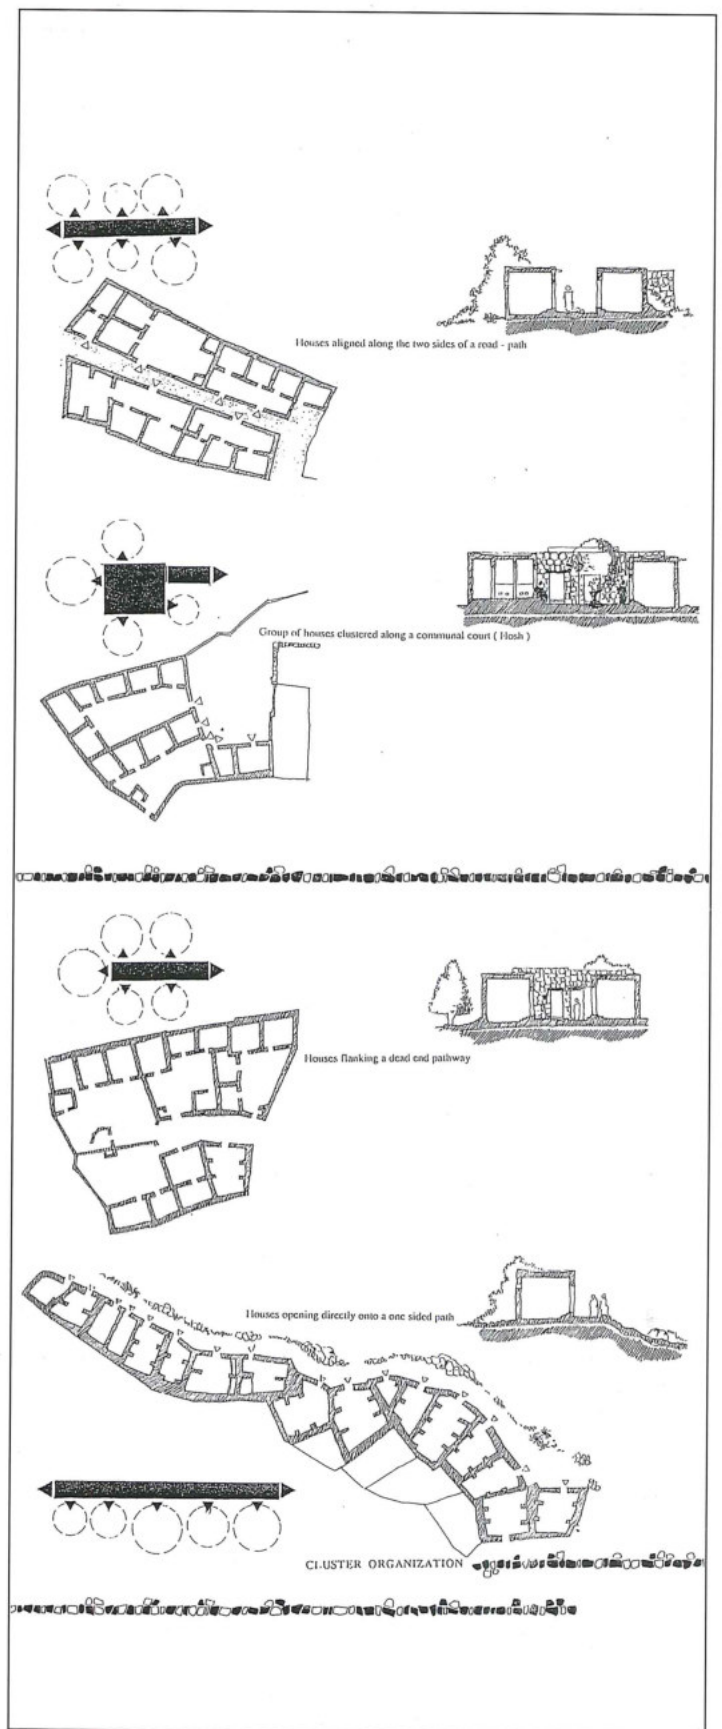 Houses aligned along the two sides of a road - path
Group of houses clustered along a communal court ( Hosh )
Houses flanking a dead end pathway
Houses opening directly onto a one sided path
CLUSTER ORGANIZATION